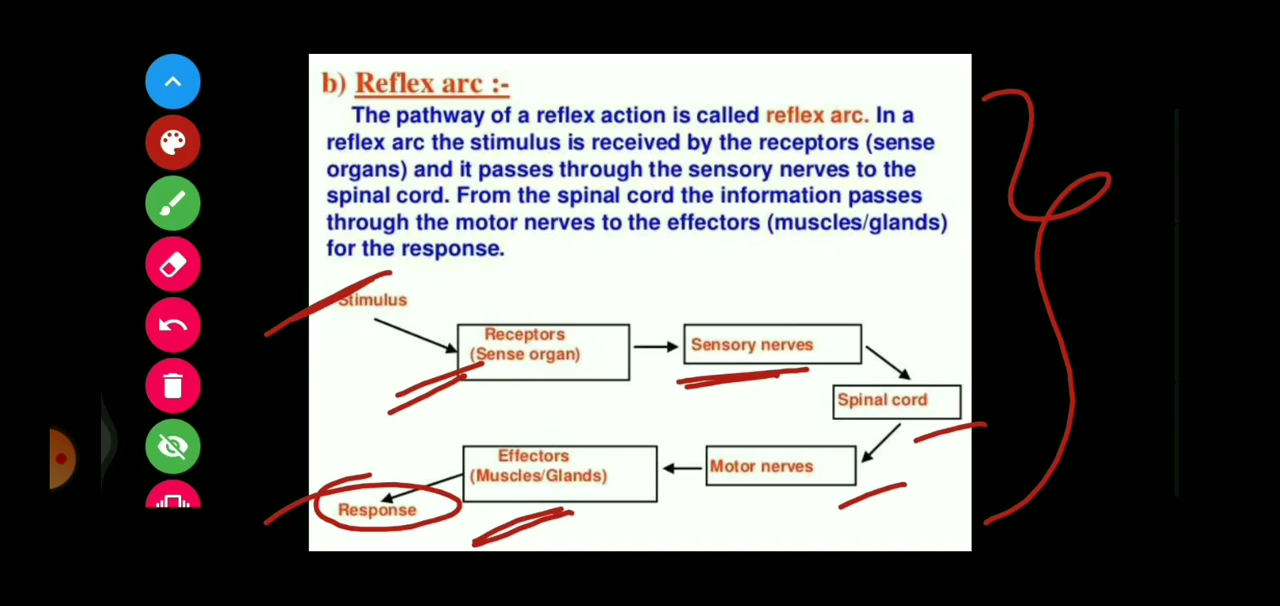 b) Reflex arc :-
The pathway of a reflex action is called reflex arc. In a
reflex arc the stimulus is received by the receptors (sense
organs) and it passes through the sensory nerves to the
spinal cord. From the spinal cord the information passes
through the motor nerves to the effectors (muscles/glands)
for the response.
Stimulus
Receptors
(Sense organ)
Sensory nerves
Spinal cord
Effectors
(Muscles/Glands)
Motor nerves
Response